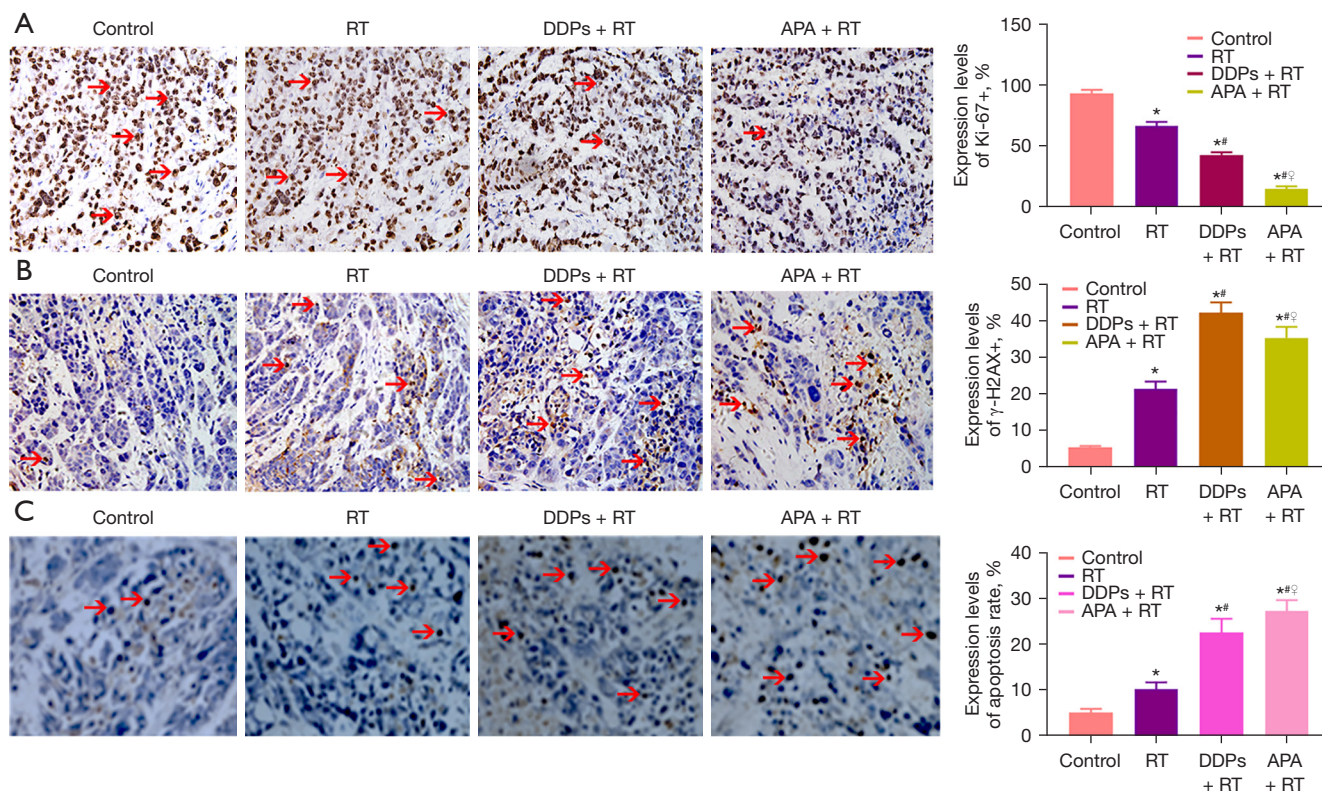 A
Control
RT
DDPs + RT
APA + RT
Expression levels
of Ki-67+, %
150
100
50
0
Control
RT
DDPs + RT
APA + RT
*
*#
*#♀
Control
RT
DDPs
+ RT
APA
+ RT
B
Control
RT
DDPs + RT
APA + RT
Expression levels
of γ-H2AX+, %
50
40
30
20
10
0
Control
RT
DDPs + RT
APA + RT
*
*#
*#♀
Control
RT
DDPs
+ RT
APA
+ RT
C
Control
RT
DDPs + RT
APA + RT
Expression levels
of apoptosis rate, %
40
30
20
10
0
Control
RT
DDPs + RT
APA + RT
*
*#
*#♀
Control
RT
DDPs
+ RT
APA
+ RT